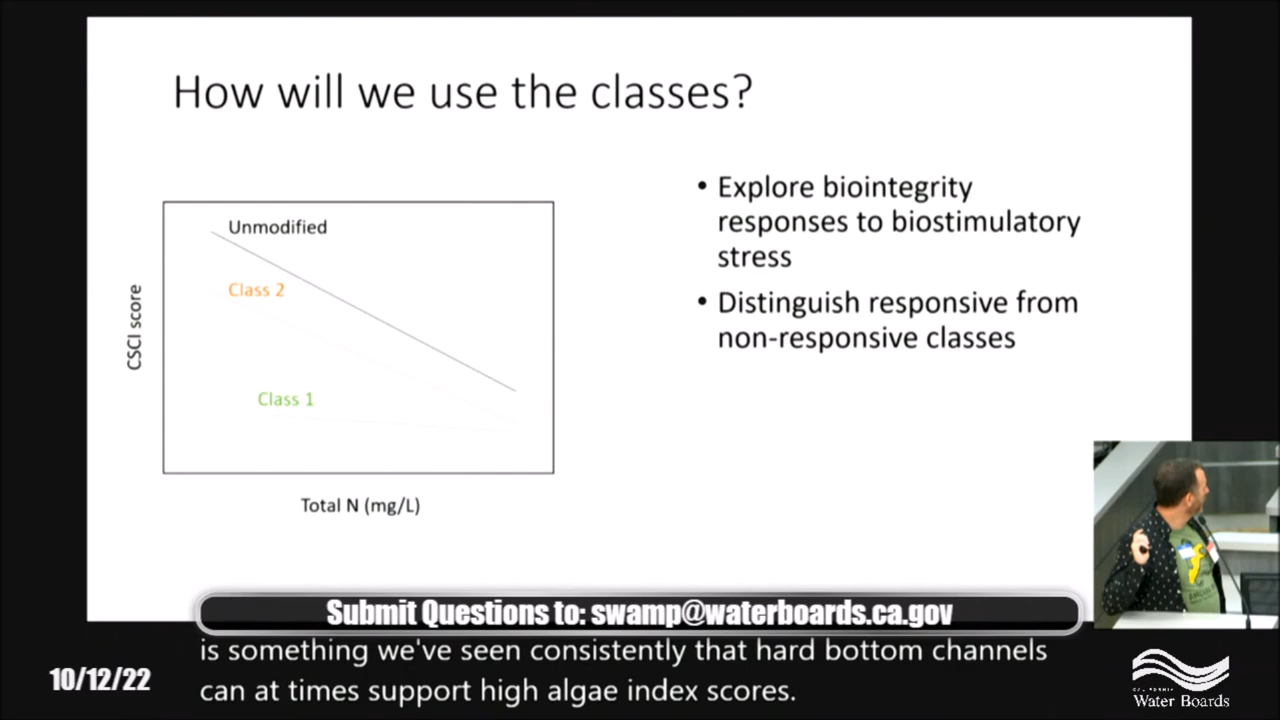 How will we use the classes?
Unmodified
Class 2
Class 1
CSCI score
Total N (mg/L)
• Explore biointegrity
responses to biostimulatory
stress
• Distinguish responsive from
non-responsive classes
Submit Questions to: swamp@waterboards.ca.gov
is something we've seen consistently that hard bottom channels
can at times support high algae index scores.
10/12/22
CALIFORNIA
Water Boards